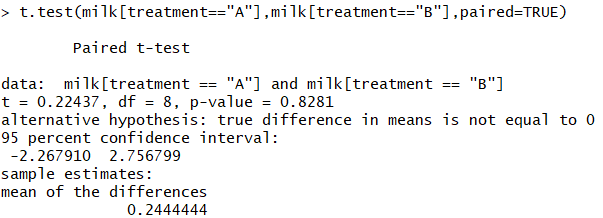 > t.test(milk[treatment=="A"],milk[treatment=="B"],paired=TRUE)
Paired t-test
data:  milk[treatment == "A"] and milk[treatment == "B"]
t = 0.22437, df = 8, p-value = 0.8281
alternative hypothesis: true difference in means is not equal to 0
95 percent confidence interval:
 -2.267910  2.756799
sample estimates:
mean of the differences
0.2444444